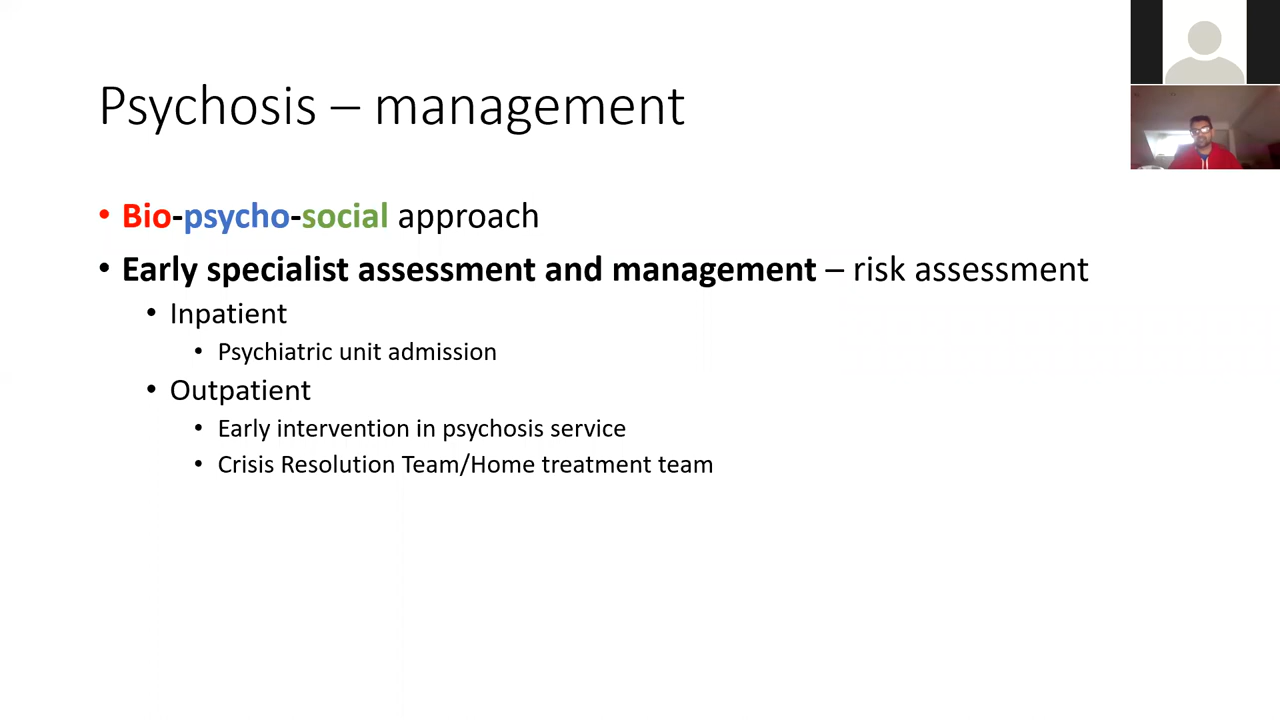 Psychosis – management
• Bio-psycho-social approach
• Early specialist assessment and management – risk assessment
• Inpatient
• Psychiatric unit admission
• Outpatient
• Early intervention in psychosis service
• Crisis Resolution Team/Home treatment team